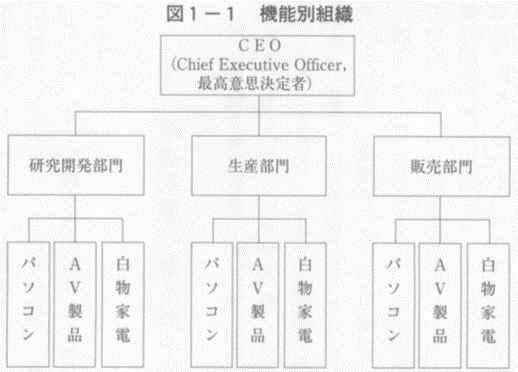 図1－1　機能別組織
CEO
(Chief Executive Officer,
最高意思決定者)
研究開発部門
生産部門
販売部門
パソコン
AV製品
白物家電
パソコン
AV製品
白物家電
パソコン
AV製品
白物家電